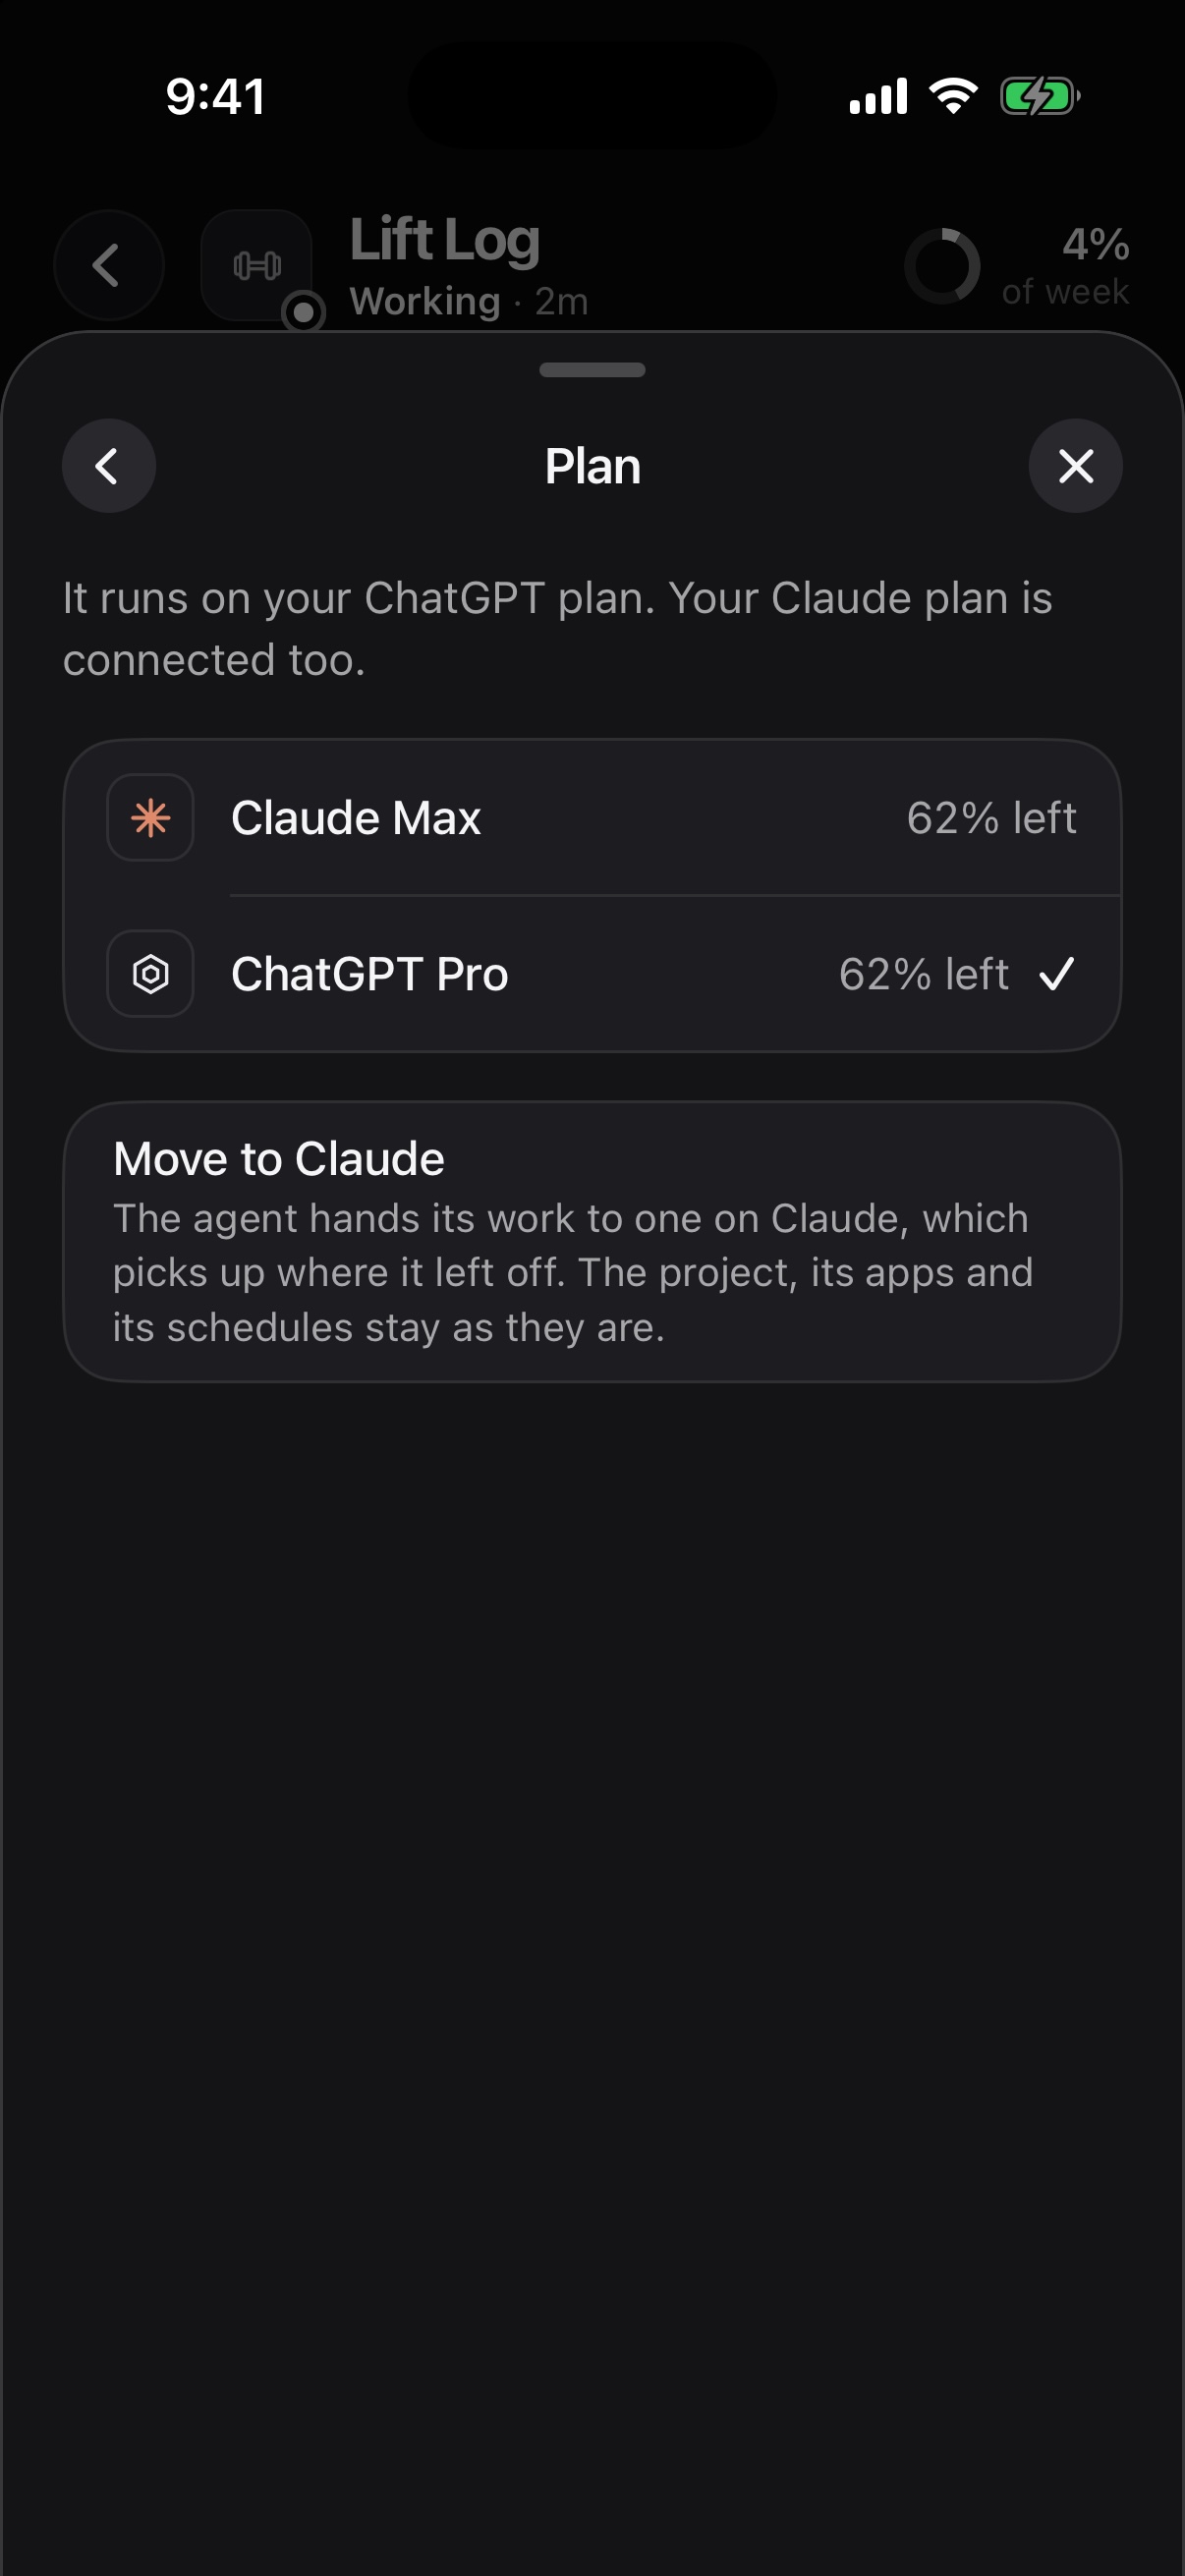 9:41
Lift Log
Working · 2m
4%
of week
Plan
It runs on your ChatGPT plan. Your Claude plan is
connected too.
Claude Max
62% left
ChatGPT Pro
62% left
Move to Claude
The agent hands its work to one on Claude, which
picks up where it left off. The project, its apps and
its schedules stay as they are.